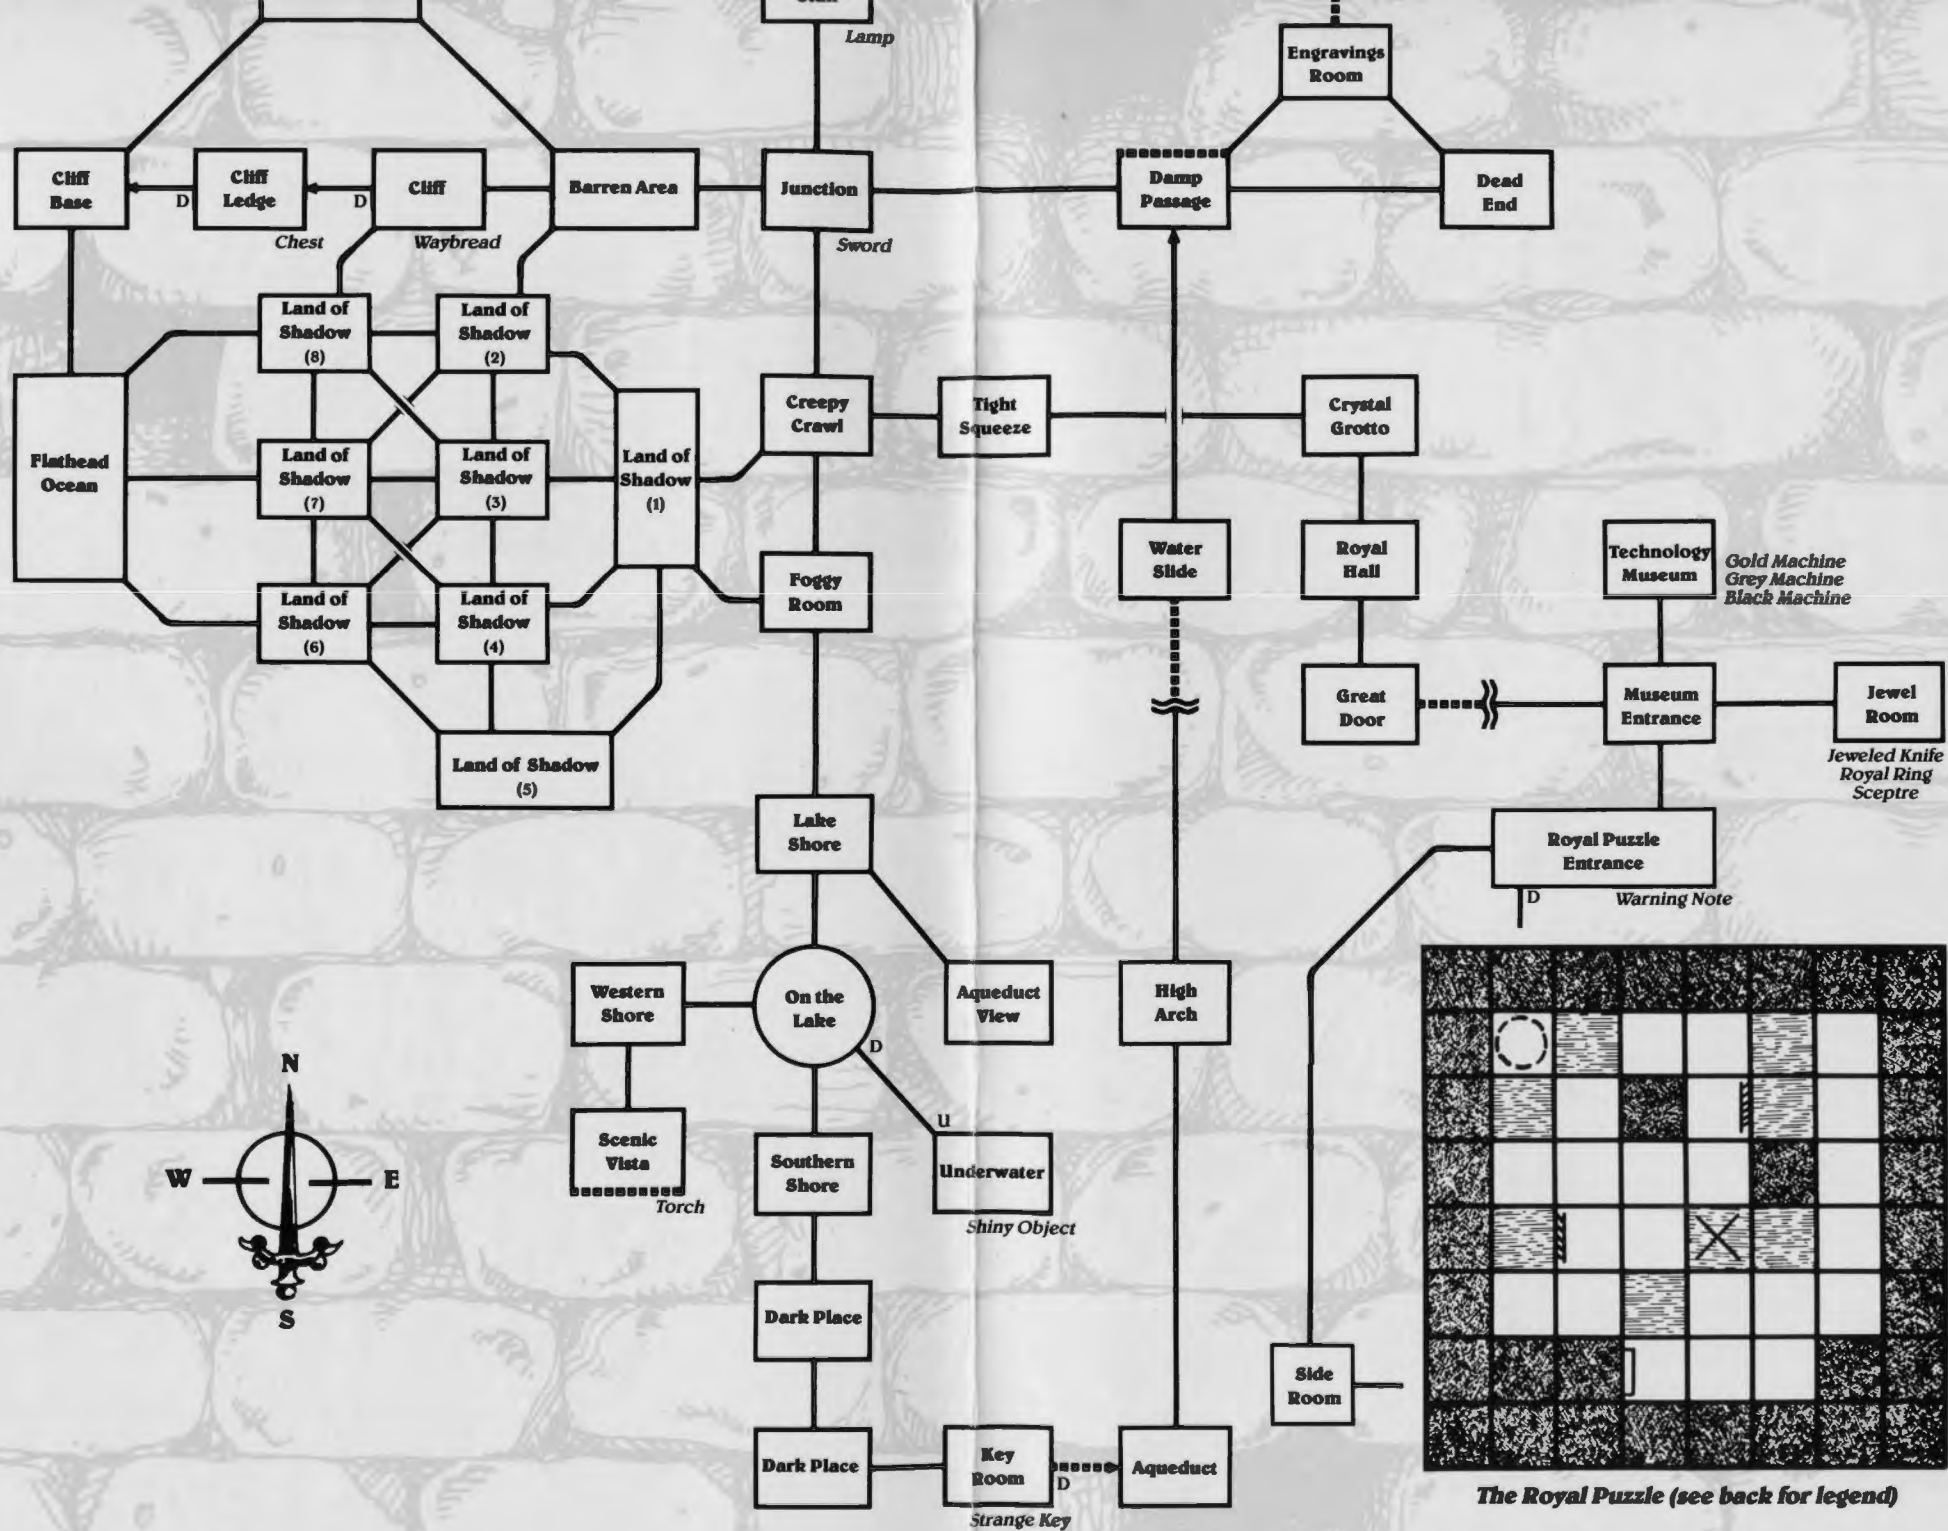 Lamp
Engravings
Room
Cliff
Base
D
Cliff
Ledge
Chest
D
Cliff
Waybread
Barren Area
Junction
Sword
Damp
Passage
Dead
End
Land of
Shadow
(8)
Land of
Shadow
(2)
Flathead
Ocean
Land of
Shadow
(7)
Land of
Shadow
(3)
Land of
Shadow
(1)
Creepy
Crawl
Tight
Squeeze
Crystal
Grotto
Land of
Shadow
(6)
Land of
Shadow
(4)
Foggy
Room
Water
Slide
Royal
Hall
Technology
Museum
Gold Machine
Grey Machine
Black Machine
Land of Shadow
(5)
Great
Door
Museum
Entrance
Jewel
Room
Jeweled Knife
Royal Ring
Sceptre
Lake
Shore
Royal Puzzle
Entrance
D
Warning Note
Western
Shore
On the
Lake
D
Aqueduct
View
High
Arch
N
W
E
S
Scenic
Vista
Torch
Southern
Shore
U
Underwater
Shiny Object
Dark Place
Side
Room
Dark Place
Key
Room
D
Strange Key
Aqueduct
The Royal Puzzle (see back for legend)